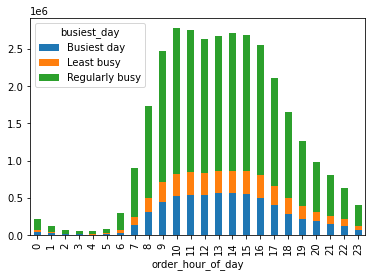 1e6
busiest_day
Busiest day
Least busy
Regularly busy
2.5
2.0
1.5
1.0
0.5
0.0
0 1 2 3 4 5 6 7 8 9 10 11 12 13 14 15 16 17 18 19 20 21 22 23
order_hour_of_day